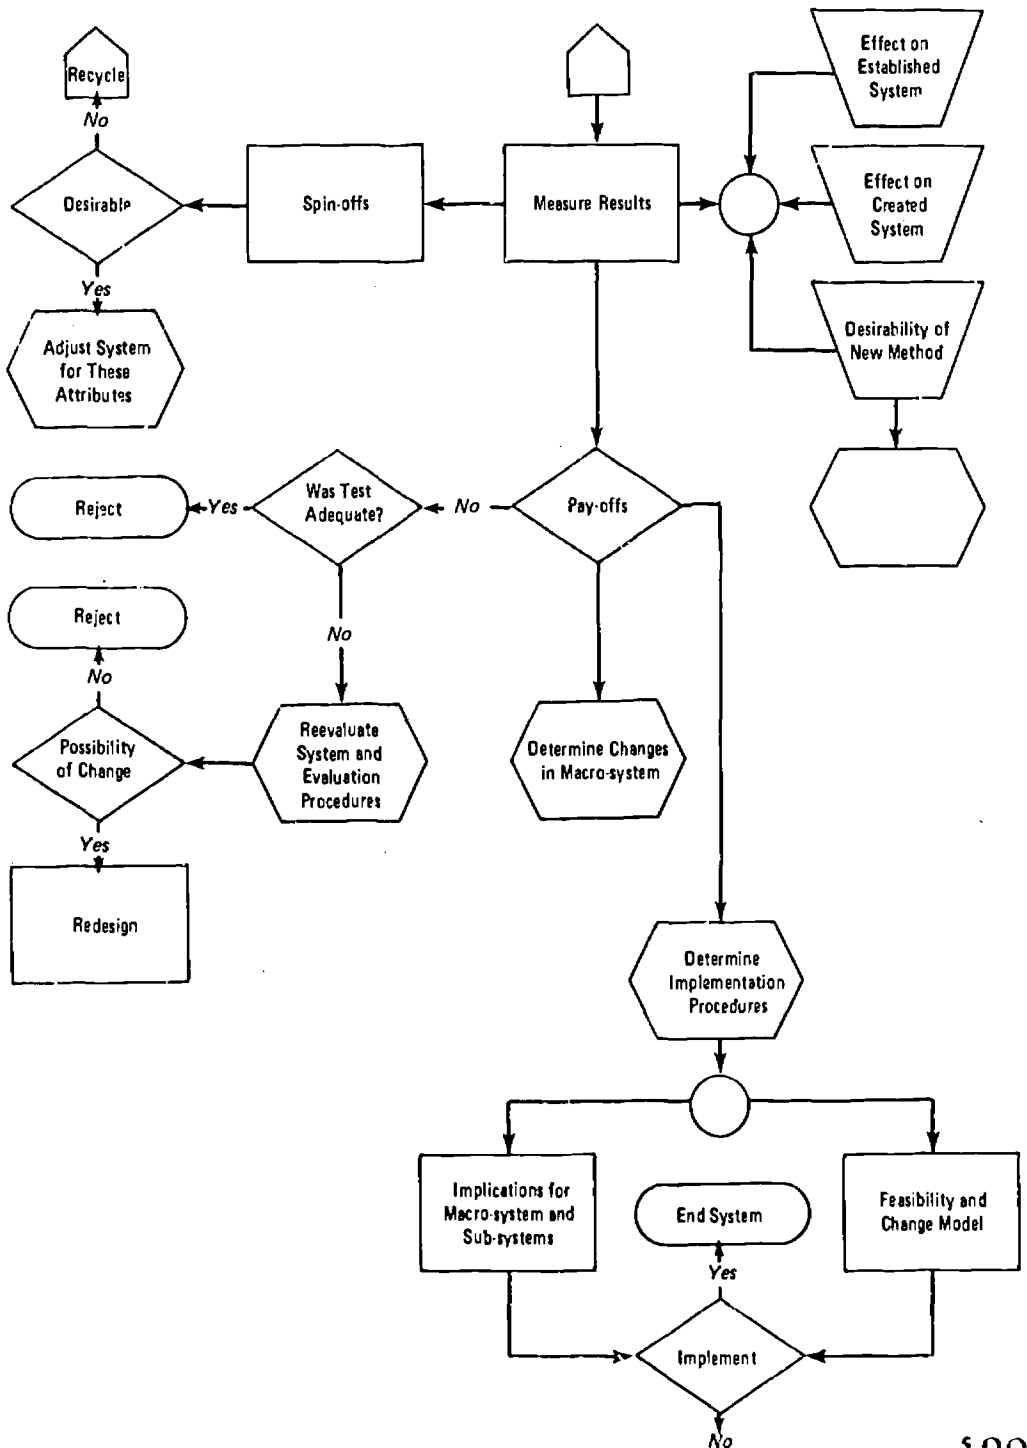 Effect on
Established
System
Recycle
No
Desirable
Spin-offs
Measure Results
Effect on
Created
System
Yes
Adjust System
for These
Attributes
Desirability of
New Method
Reject
Yes
Was Test
Adequate?
No
Pay-offs
Reject
No
No
Possibility
of Change
Reevaluate
System and
Evaluation
Procedures
Determine Changes
in Macro-system
Yes
Redesign
Determine
Implementation
Procedures
Implications for
Macro-system and
Sub-systems
End System
Feasibility and
Change Model
Yes
Implement
No